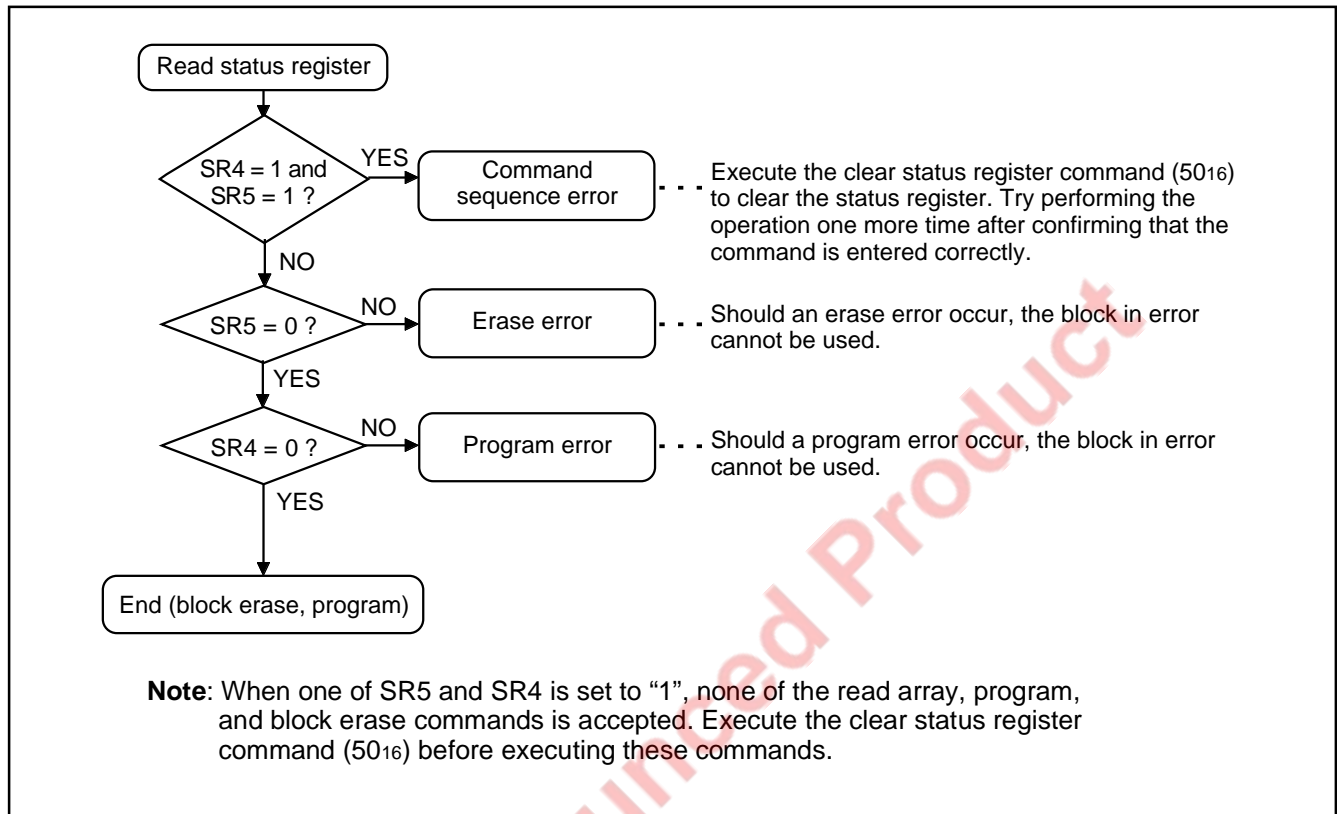 Read status register
SR4 = 1 and
SR5 = 1 ?
YES
Command
sequence error
Execute the clear status register command (5016)
to clear the status register. Try performing the
operation one more time after confirming that the
command is entered correctly.
NO
SR5 = 0 ?
NO
Erase error
Should an erase error occur, the block in error
cannot be used.
YES
SR4 = 0 ?
NO
Program error
Should a program error occur, the block in error
cannot be used.
YES
End (block erase, program)
Note: When one of SR5 and SR4 is set to “1”, none of the read array, program,
and block erase commands is accepted. Execute the clear status register
command (5016) before executing these commands.
unced Product